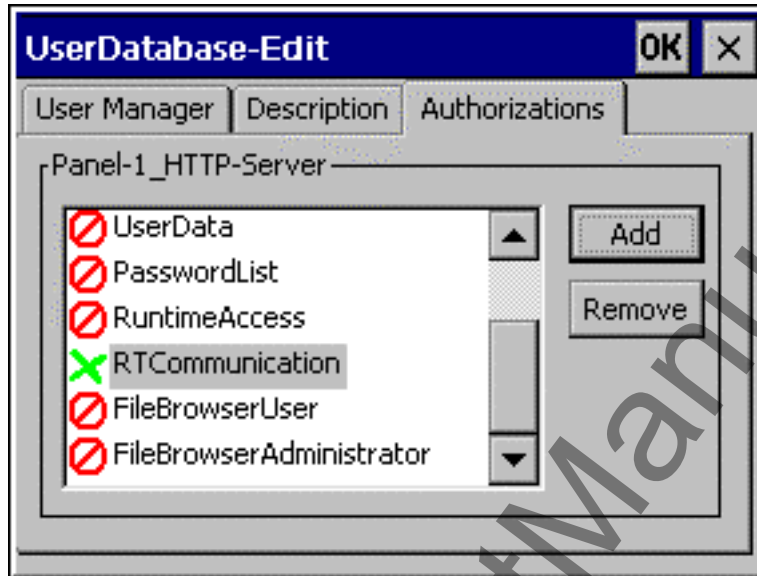 UserDatabase-Edit OK ×
User Manager Description Authorizations
Panel-1_HTTP-Server
UserData
PasswordList
RuntimeAccess
RTCommunication
FileBrowserUser
FileBrowserAdministrator
Add
Remove